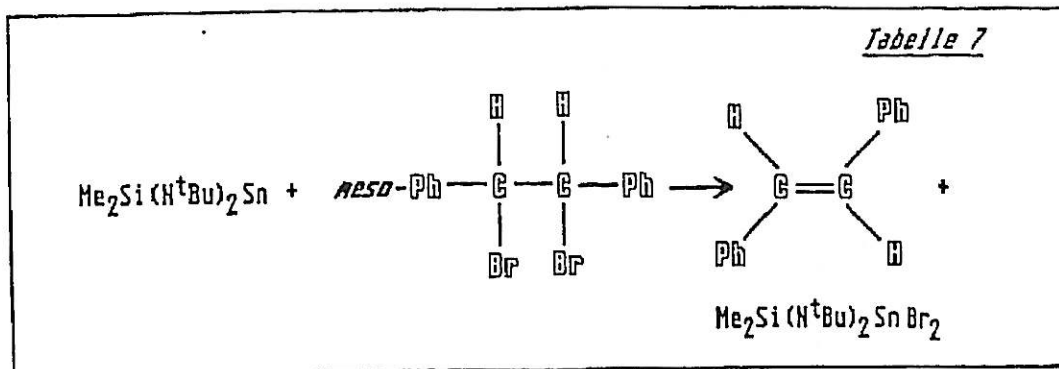 Tabelle 7
H H H Ph
Me2Si(NtBu)2Sn + meso-Ph C C Ph C C +
Br Br Ph H
Me2Si(NtBu)2SnBr2